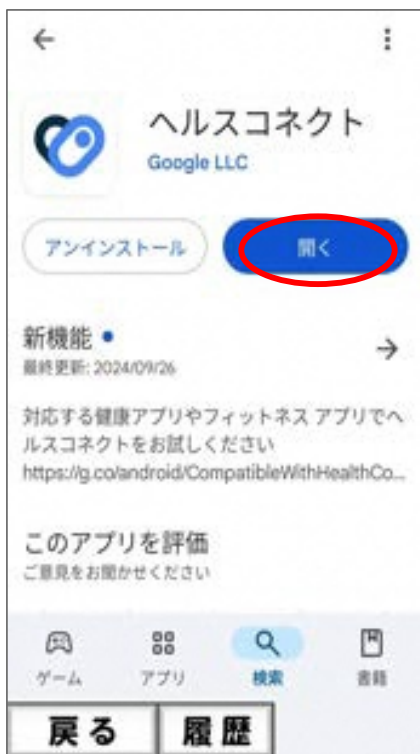 ヘルスコネクト
Google LLC
アンインストール
開く
新機能
最終更新: 2024/09/26
対応する健康アプリやフィットネス アプリでヘ
ルスコネクトをお試しください
https://g.co/android/CompatibleWithHealthCo...
このアプリを評価
ご意見をお聞かせください
ゲーム
アプリ
検索
書籍
戻る
履歴